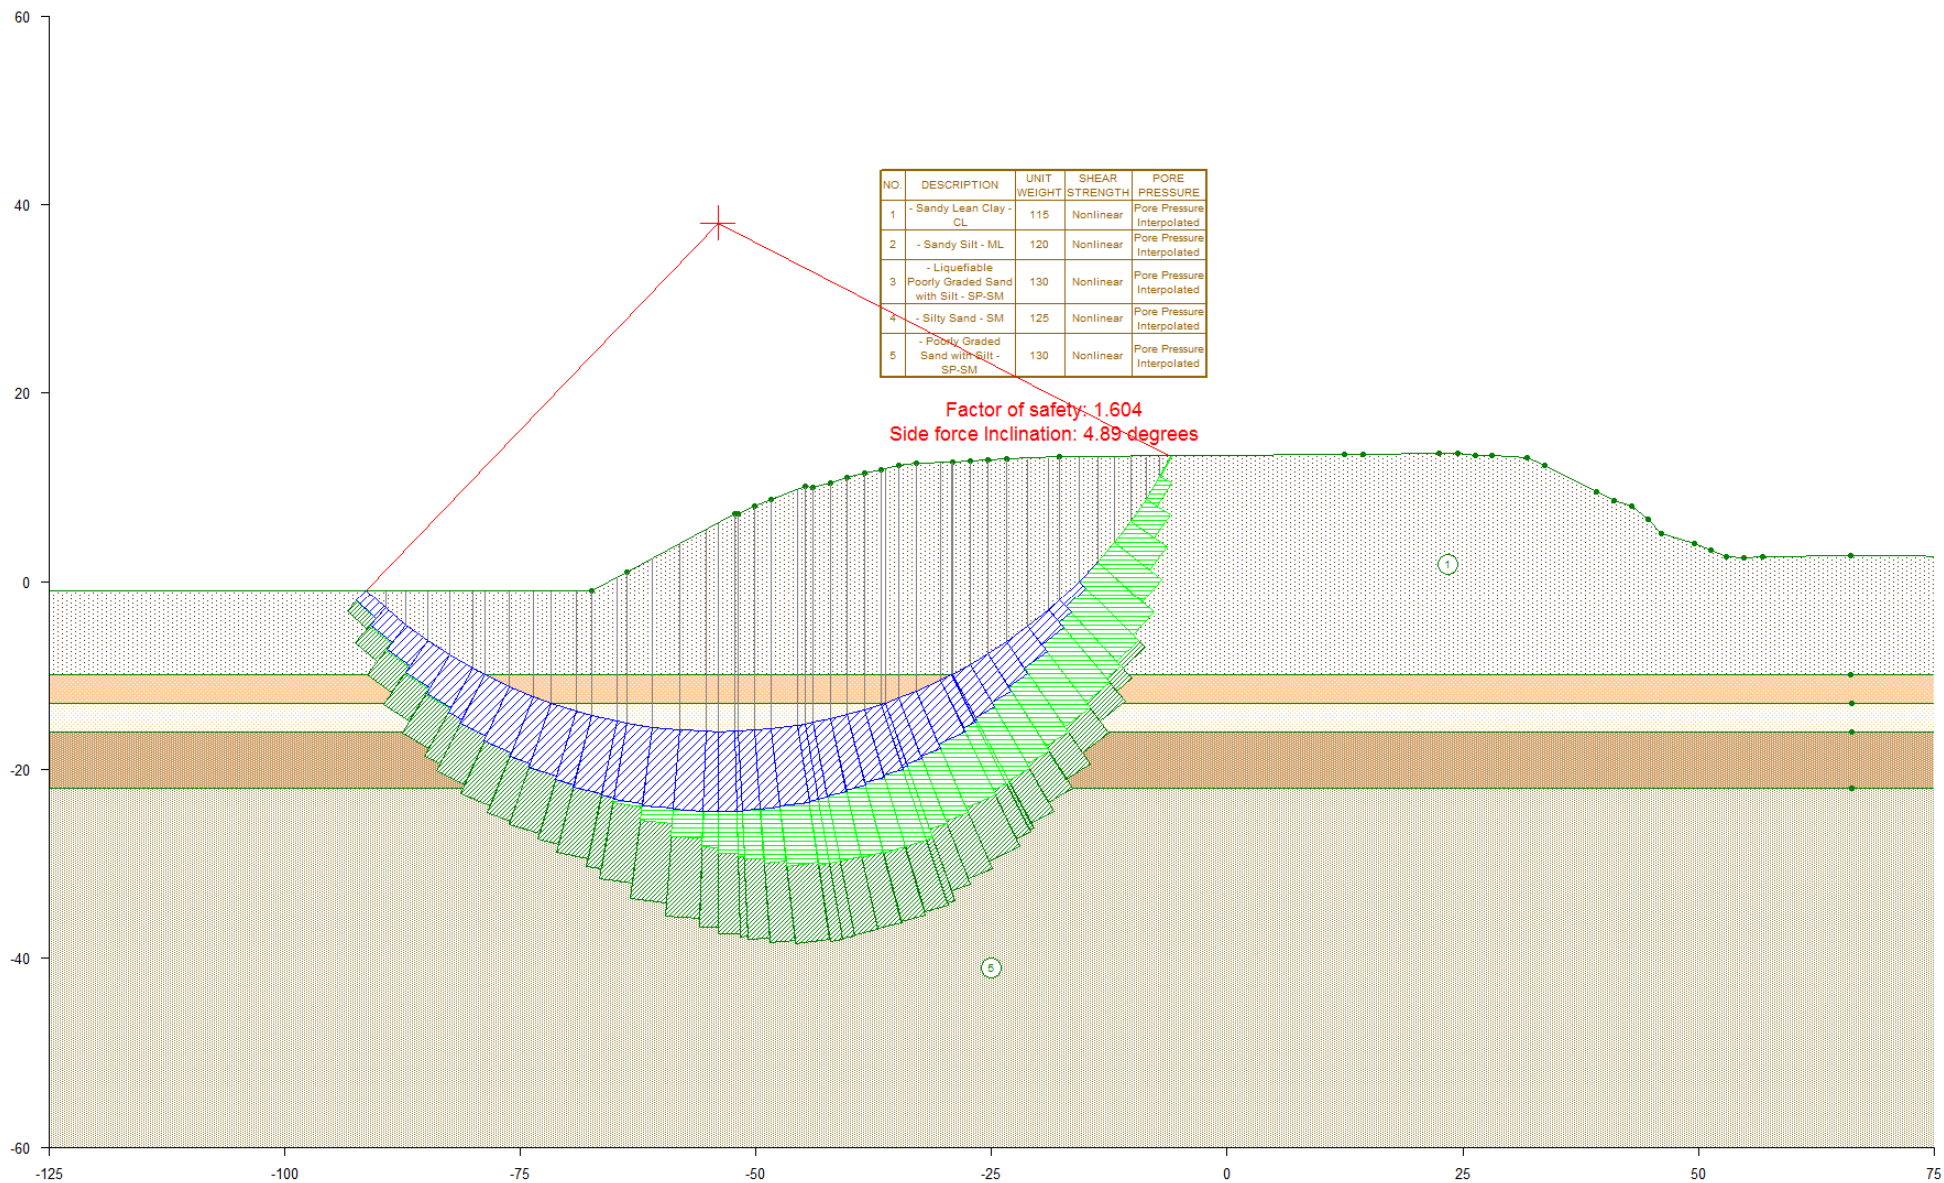 60
40
20
0
-20
-40
-60
-125
-100
-75
-50
-25
0
25
50
75
NO. DESCRIPTION UNIT WEIGHT SHEAR STRENGTH PORE PRESSURE
1 - Sandy Lean Clay - CL 115 Nonlinear Pore Pressure Interpolated
2 - Sandy Silt - ML 120 Nonlinear Pore Pressure Interpolated
3 - Liquefiable Poorly Graded Sand with Silt - SP-SM 130 Nonlinear Pore Pressure Interpolated
4 - Silty Sand - SM 125 Nonlinear Pore Pressure Interpolated
5 - Poorly Graded Sand with Silt - SP-SM 130 Nonlinear Pore Pressure Interpolated
Factor of safety: 1.604
Side force Inclination: 4.89 degrees
1
5